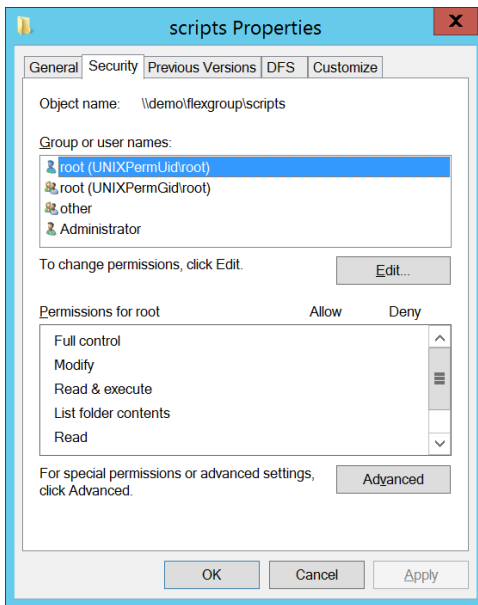 scripts Properties
X
General Security Previous Versions DFS Customize
Object name: \\demo\flexgroup\scripts
Group or user names:
root (UNIXPermUid\root)
root (UNIXPermGid\root)
other
Administrator
To change permissions, click Edit.
Edit...
Permissions for root Allow Deny
Full control
Modify
Read & execute
List folder contents
Read
For special permissions or advanced settings,
click Advanced.
Advanced
OK Cancel Apply